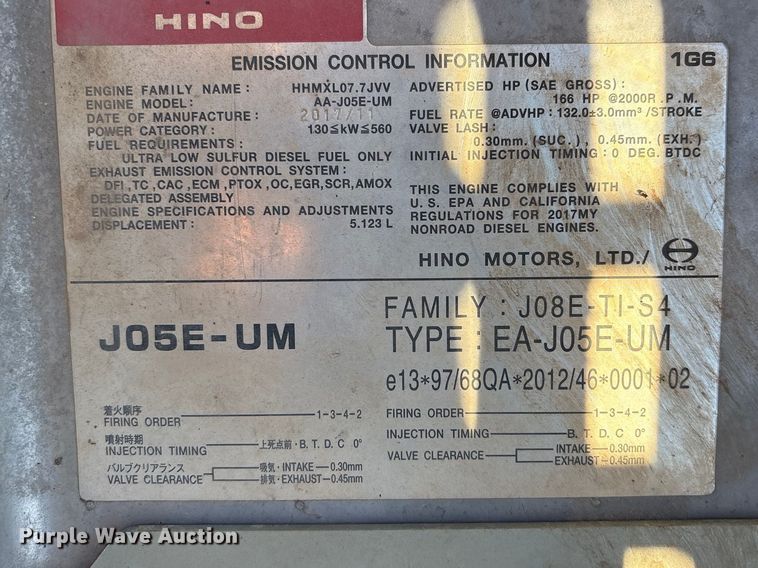 HINO
EMISSION CONTROL INFORMATION 1G6
ENGINE FAMILY NAME : HHMXL07.7JVV
ENGINE MODEL: AA-J05E-UM
DATE OF MANUFACTURE : 2017/11
POWER CATEGORY: 130≤kW≤560
FUEL REQUIREMENTS:
ULTRA LOW SULFUR DIESEL FUEL ONLY
EXHAUST EMISSION CONTROL SYSTEM :
DFI ,TC ,CAC ,ECM ,PTOX ,OC,EGR,SCR,AMOX
DELEGATED ASSEMBLY
ENGINE SPECIFICATIONS AND ADJUSTMENTS
DISPLACEMENT: 5.123 L
ADVERTISED HP (SAE GROSS):
166 HP @2000R .P.M.
FUEL RATE @ADVHP : 132.0±3.0mm³ /STROKE
VALVE LASH :
0.30mm (SUC.) , 0.45mm (EXH.)
INITIAL INJECTION TIMING : 0 DEG. BTDC
THIS ENGINE COMPLIES WITH
U. S. EPA AND CALIFORNIA
REGULATIONS FOR 2017MY
NONROAD DIESEL ENGINES.
HINO MOTORS, LTD./
HINO
J05E-UM
FAMILY : J08E-TI-S4
TYPE : EA-J05E-UM
e13*97/68QA*2012/46*0001*02
着火順序
FIRING ORDER 1-3-4-2
噴射時期
INJECTION TIMING 上死点前・B. T. D. C 0°
バルブクリアランス 吸気・INTAKE 0.30mm
VALVE CLEARANCE 排気・EXHAUST 0.45mm
FIRING ORDER 1-3-4-2
INJECTION TIMING B. T. D. C 0°
VALVE CLEARANCE INTAKE 0.30mm
EXHAUST 0.45mm
Purple Wave Auction